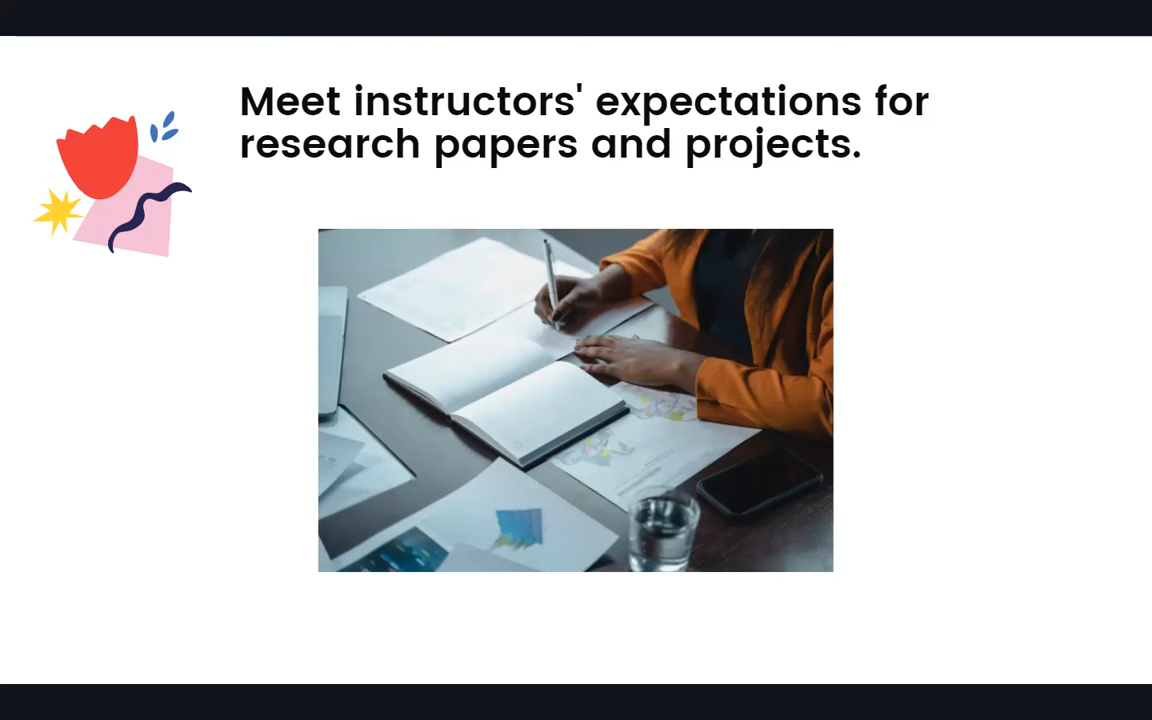 Meet instructors' expectations for
research papers and projects.